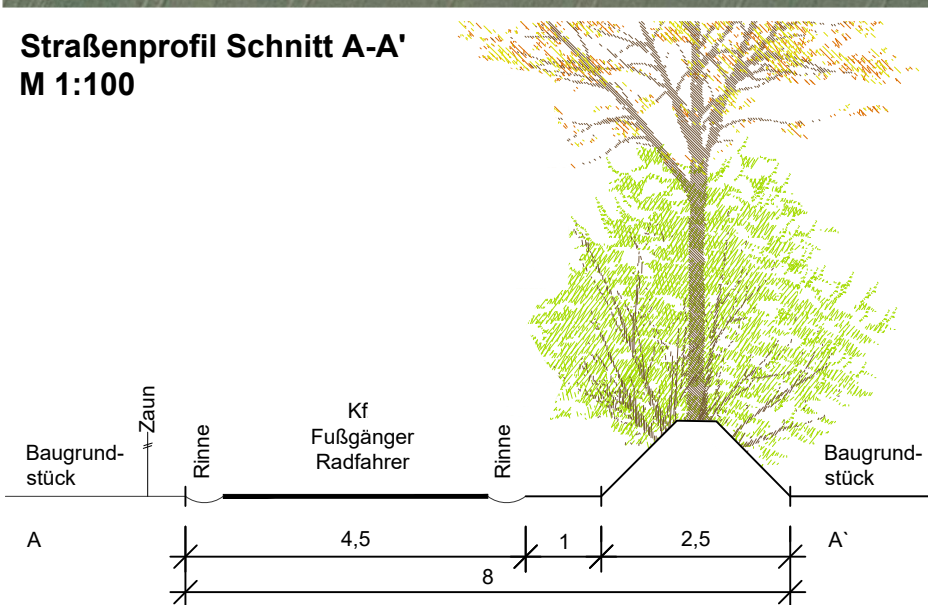 Straßenprofil Schnitt A-A'
M 1:100
Baugrund-
stück
Zaun
Rinne
Kf
Fußgänger
Radfahrer
Rinne
Baugrund-
stück
A
4,5
1
2,5
A`
8